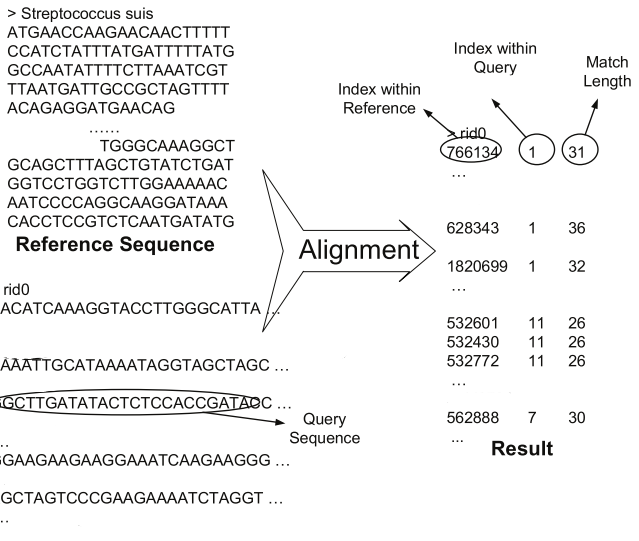 > Streptococcus suis
ATGAACCAAGAACAACTTTTT
CCATCTATTTATGATTTTTATG
GCCAATATTTTCTTAAATCGT
TTAATGATTGCCGCTAGTTTT
ACAGAGGATGAACAG
......
TGGGCAAAGGCT
GCAGCTTTAGCTGTATCTGAT
GGTCCTGGTCTTGGAAAAAC
AATCCCCAGGCAAGGATAAA
CACCTCCGTCTCAATGATATG
Reference Sequence
rid0
ACATCAAAGGTACCTTGGGCATTA ...
AAATTGCATAAAATAGGTAGCTAGC ...
GGCTTGATATACTCTCCACCGATACC ...
Query
Sequence
..
GGAAGAAGAAGGAAATCAAGAAGGG ...
GCTAGTCCCGAAGAAAATCTAGGT ...
..
Alignment
Index within
Reference
Index within
Query
Match
Length
> rid0
766134 1 31
...
628343 1 36
1820699 1 32
...
532601 11 26
532430 11 26
532772 11 26
...
562888 7 30
...
Result